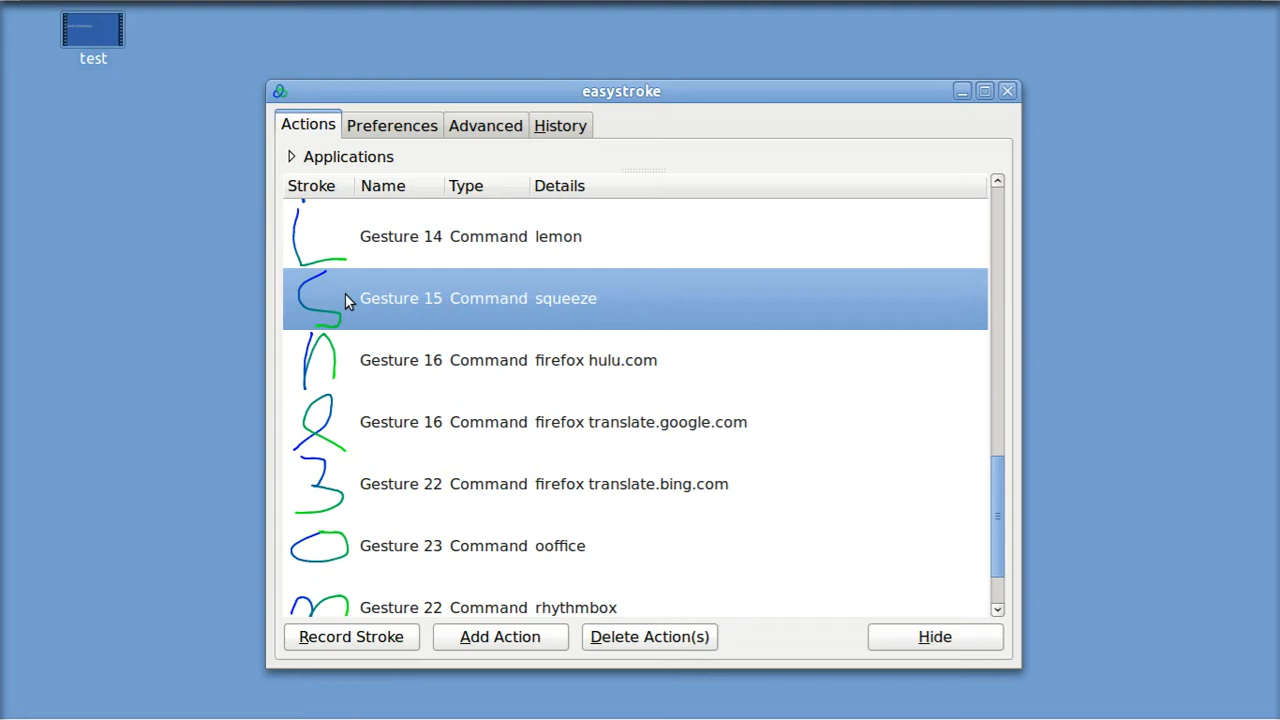 test
easystroke
Actions Preferences Advanced History
Applications
Stroke Name Type Details
Gesture 14 Command lemon
Gesture 15 Command squeeze
Gesture 16 Command firefox hulu.com
Gesture 16 Command firefox translate.google.com
Gesture 22 Command firefox translate.bing.com
Gesture 23 Command ooffice
Gesture 22 Command rhythmbox
Record Stroke Add Action Delete Action(s) Hide